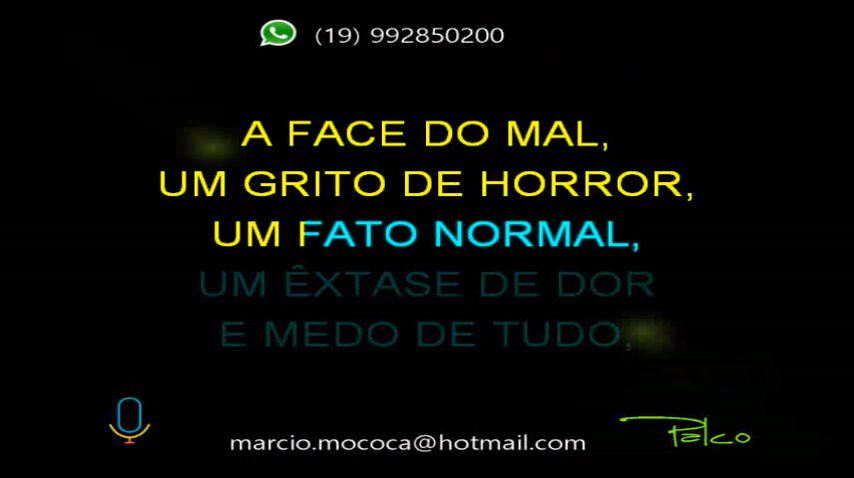 (19) 992850200
A FACE DO MAL,
UM GRITO DE HORROR,
UM FATO NORMAL,
UM ÊXTASE DE DOR
E MEDO DE TUDO,
marcio.mococa@hotmail.com
Palco